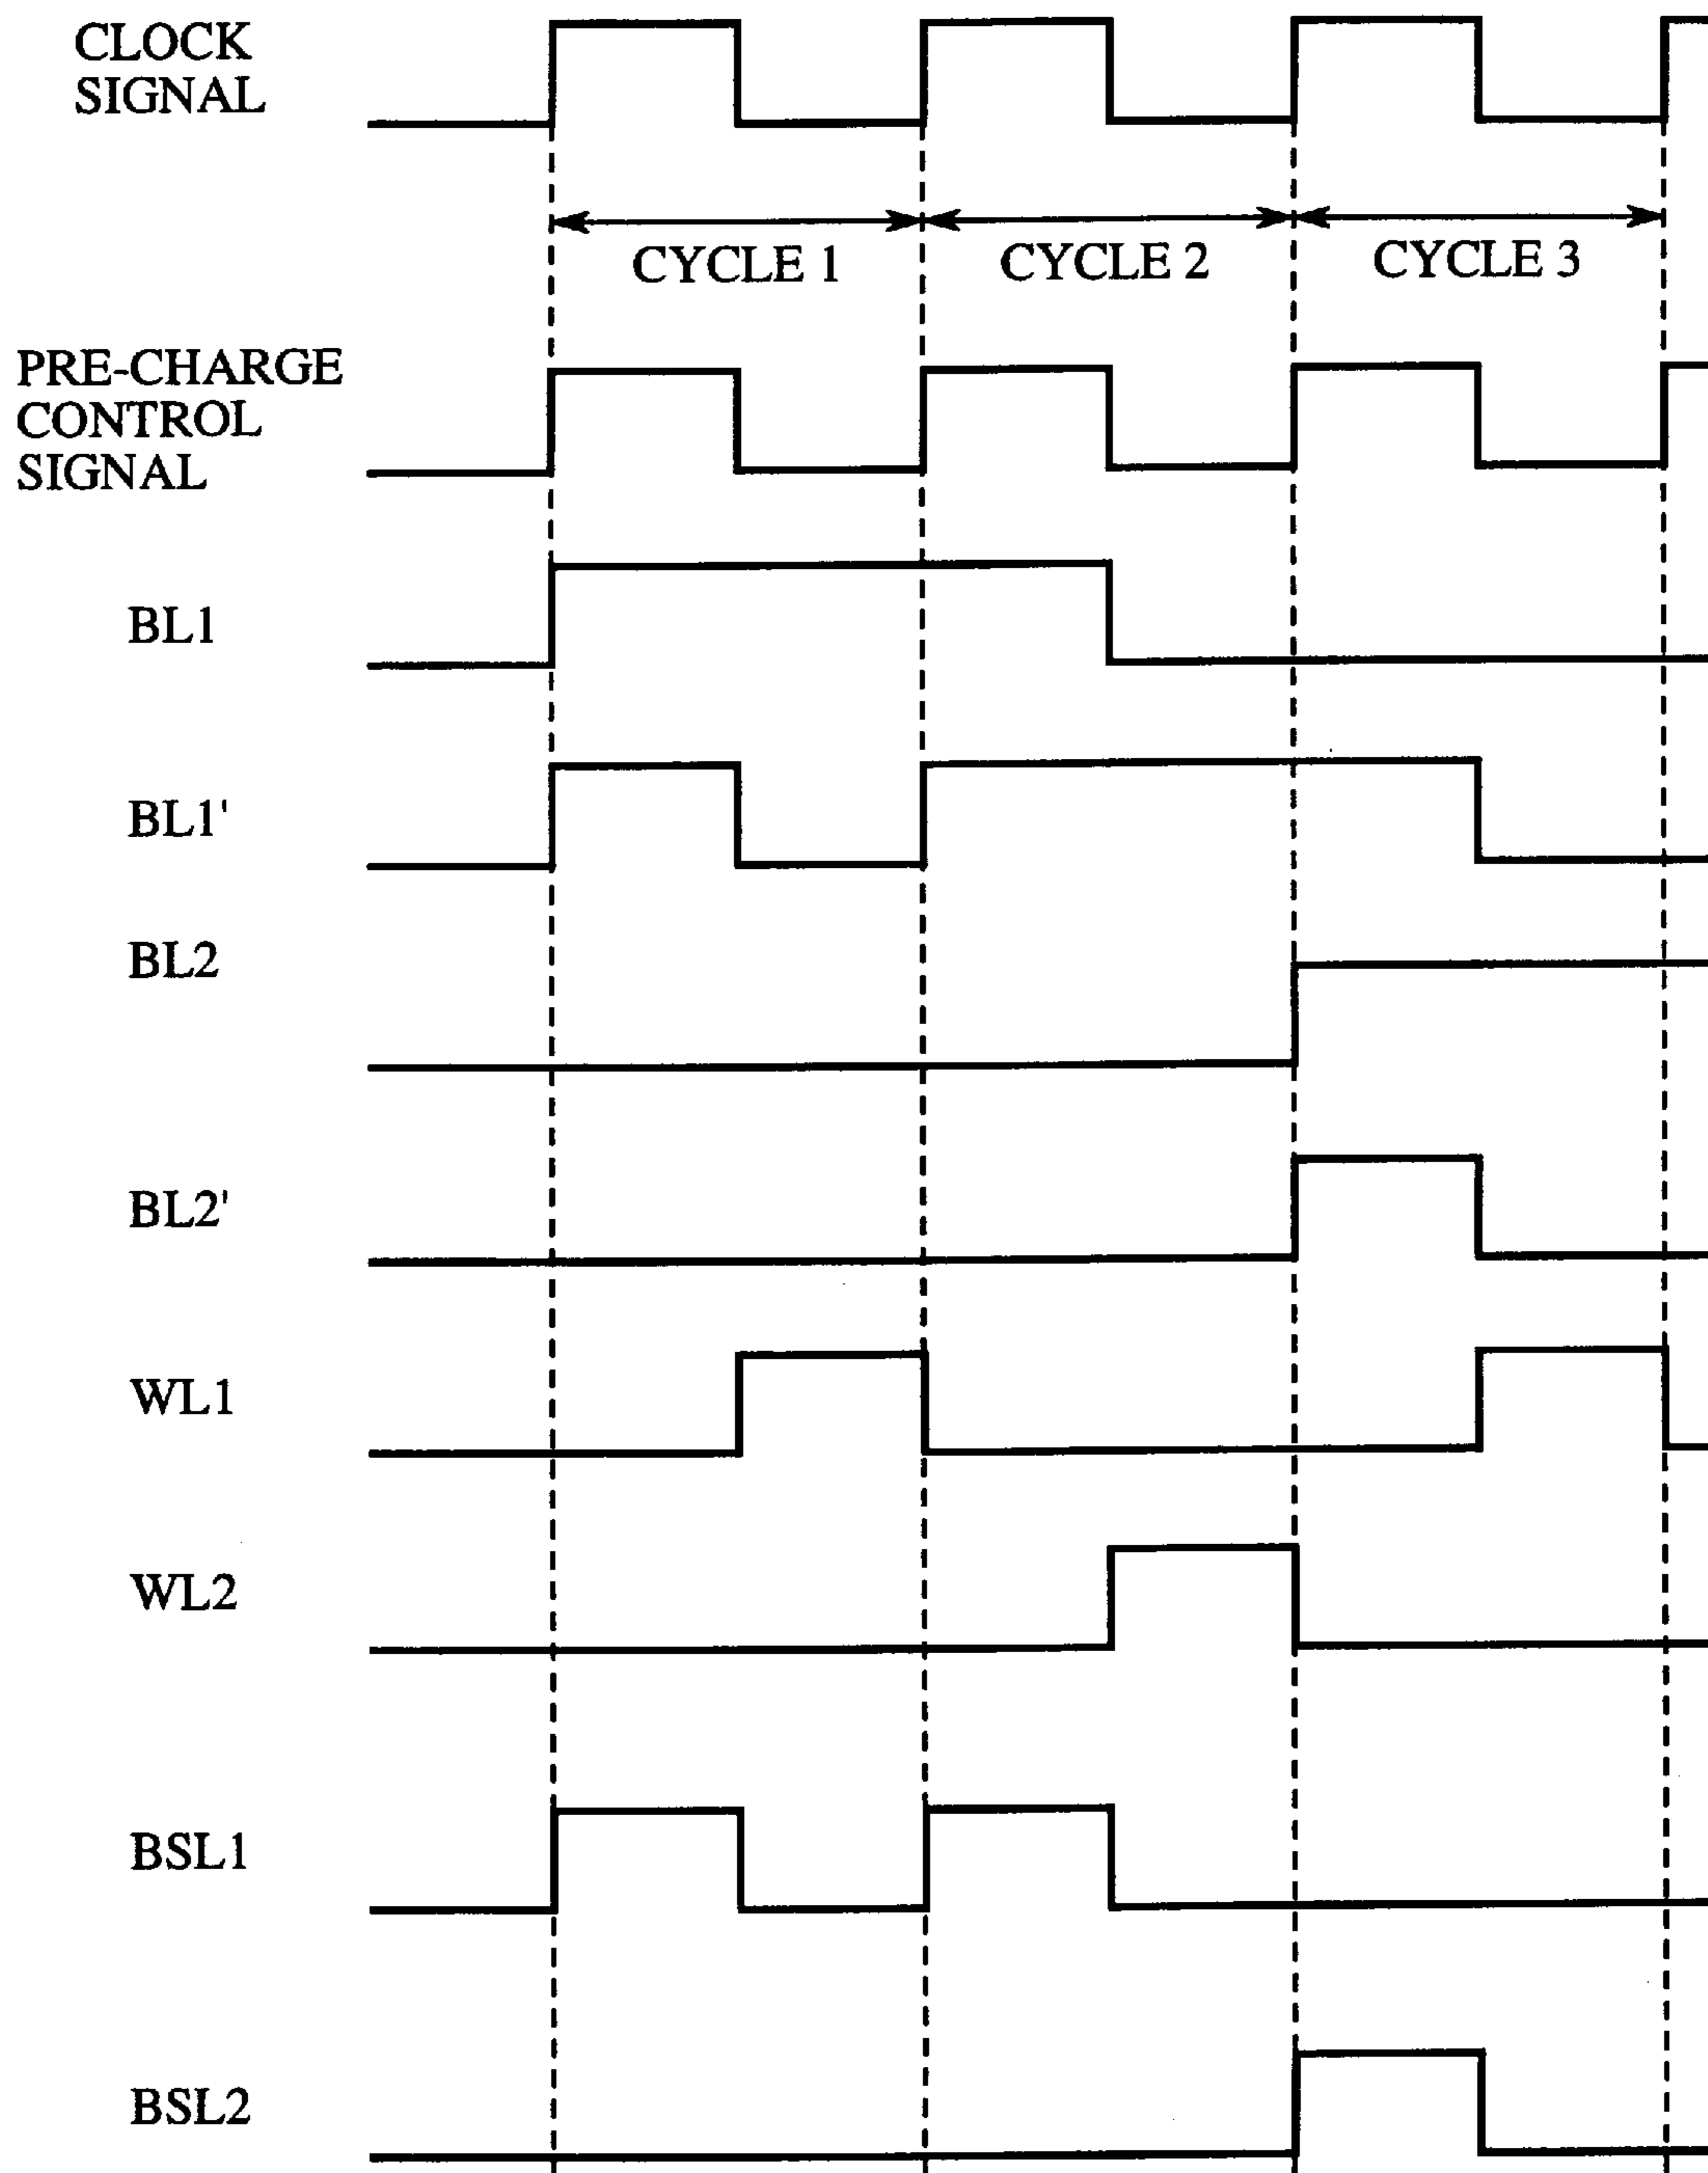 CLOCK
SIGNAL
CYCLE 1
CYCLE 2
CYCLE 3
PRE-CHARGE
CONTROL
SIGNAL
BL1
BL1'
BL2
BL2'
WL1
WL2
BSL1
BSL2